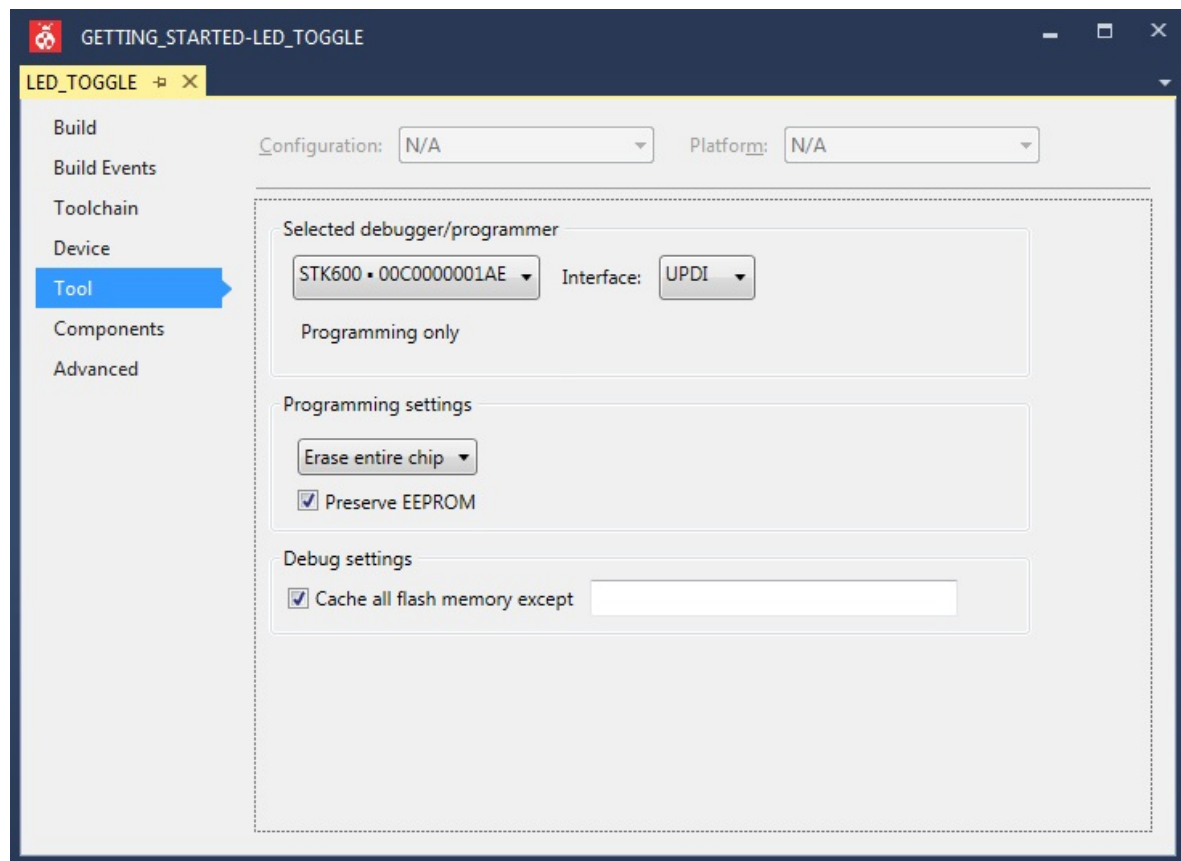 GETTING_STARTED-LED_TOGGLE
LED_TOGGLE
Build
Build Events
Toolchain
Device
Tool
Components
Advanced
Configuration: N/A Platform: N/A
Selected debugger/programmer
STK600 • 00C0000001AE Interface: UPDI
Programming only
Programming settings
Erase entire chip
Preserve EEPROM
Debug settings
Cache all flash memory except